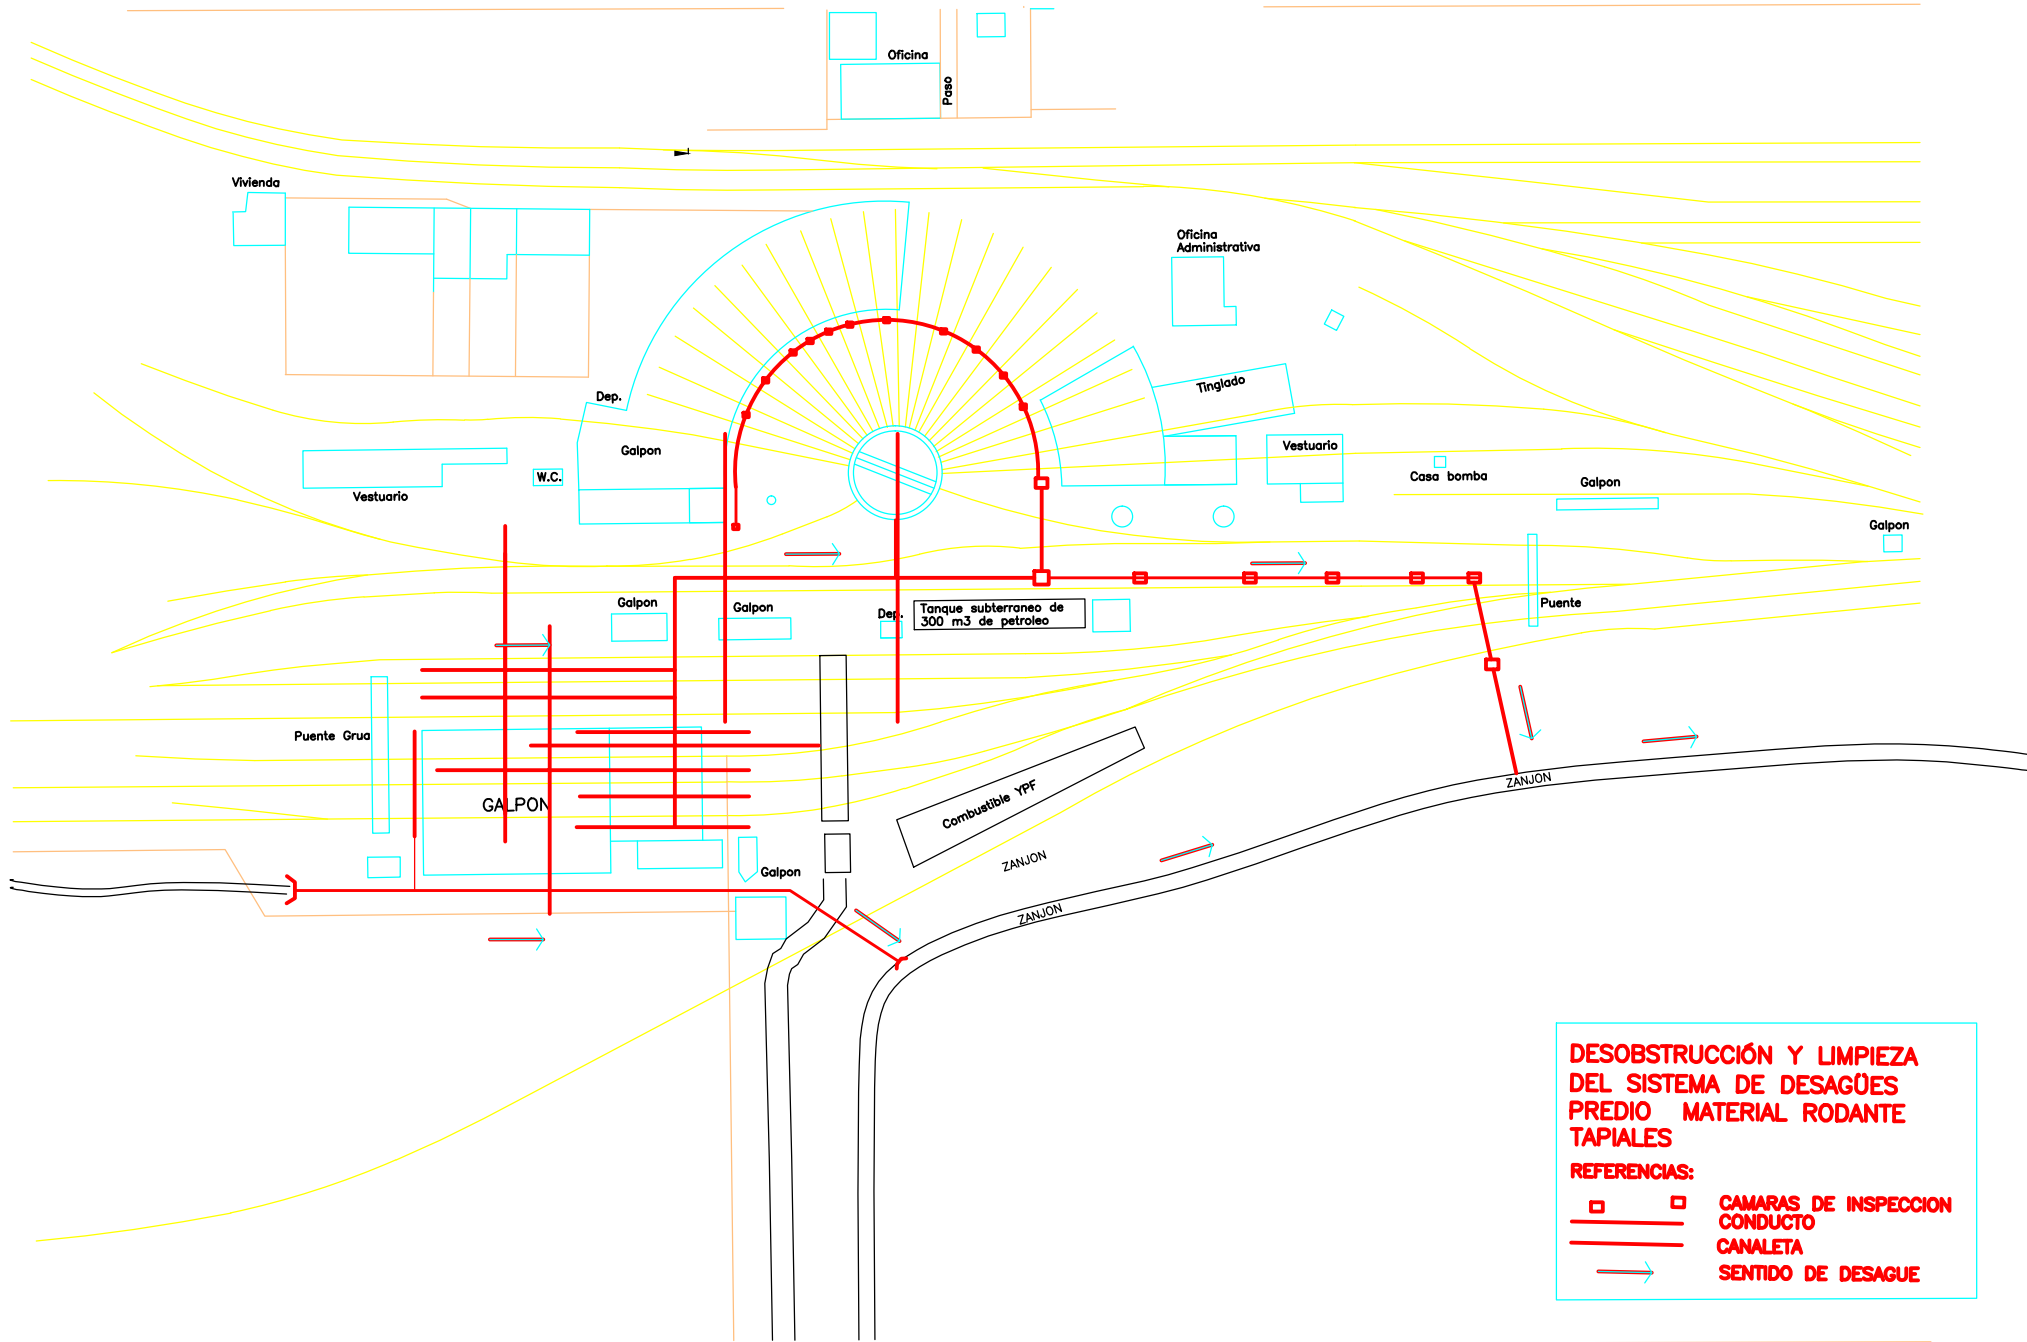 Oficina
Paso
Vivienda
Oficina
Administrativa
Dep.
Tinglado
Galpon
Vestuario
W.C.
Vestuario
Casa bomba
Galpon
Galpon
Galpon
Galpon
Dep.
Tanque subterraneo de
300 m3 de petroleo
Puente
Puente Grua
GALPON
Combustible YPF
ZANJON
ZANJON
Galpon
ZANJON
DESOBSTRUCCIÓN Y LIMPIEZA
DEL SISTEMA DE DESAGÜES
PREDIO MATERIAL RODANTE
TAPIALES
REFERENCIAS:
CAMARAS DE INSPECCION
CONDUCTO
CANALETA
SENTIDO DE DESAGUE